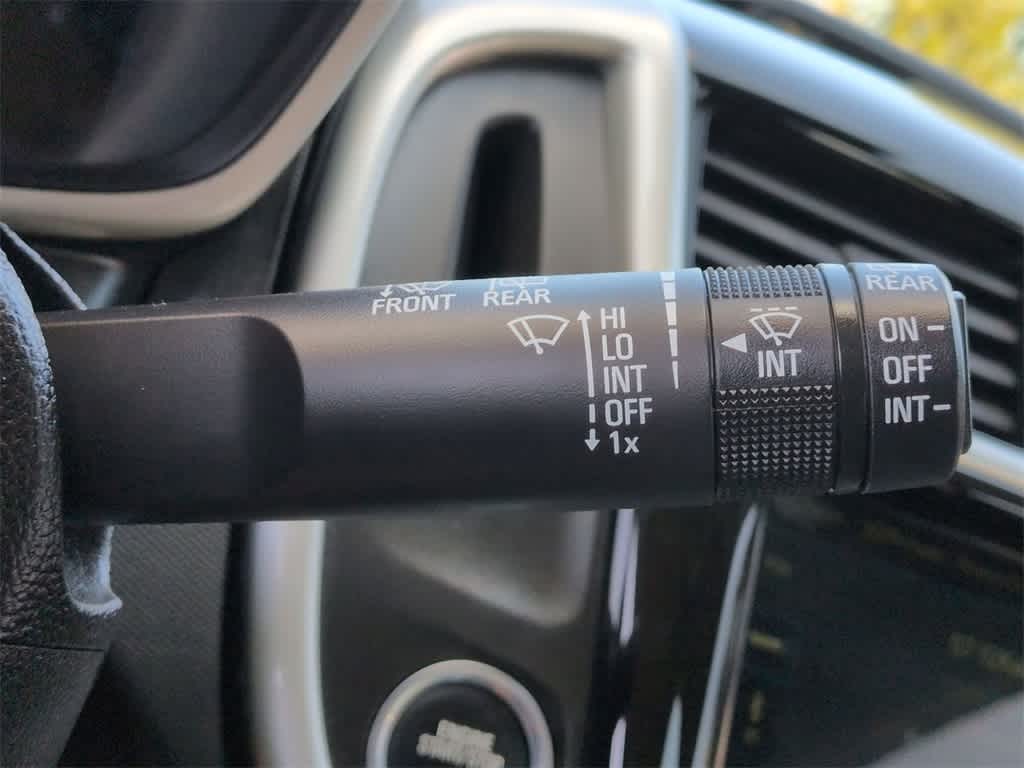 FRONT
REAR
HI
LO
INT
OFF
1x
INT
REAR
ON
OFF
INT